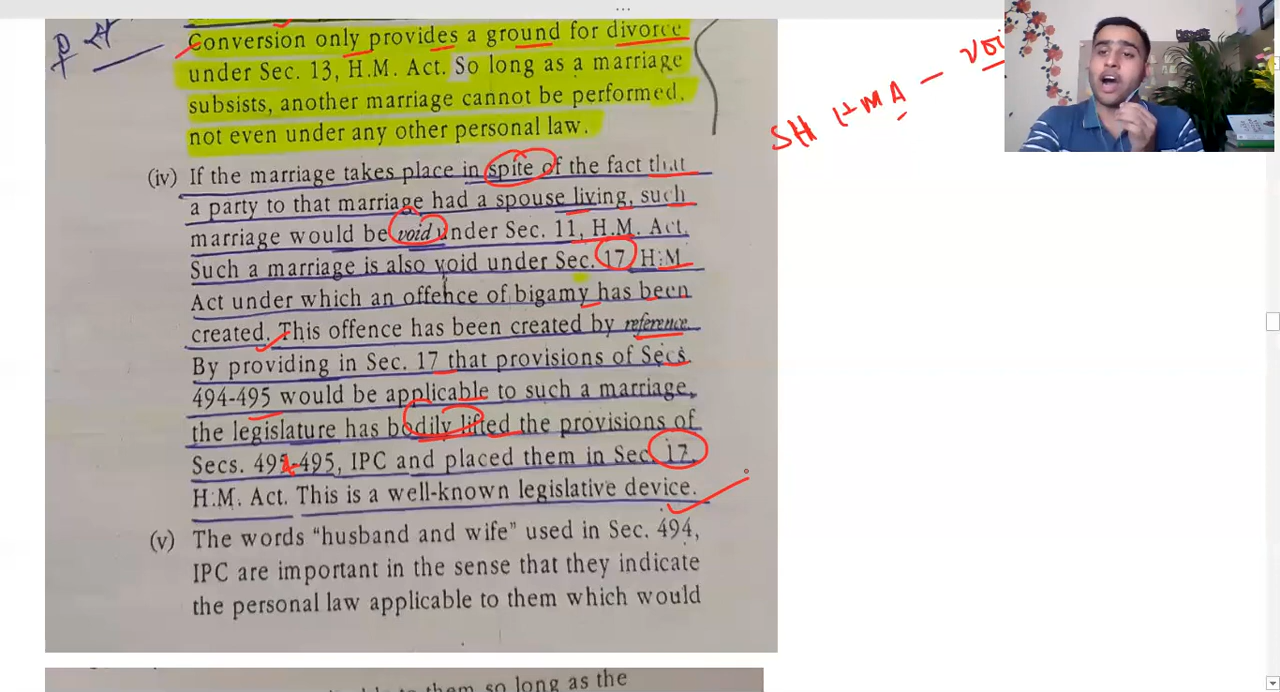 Conversion only provides a ground for divorce
under Sec. 13, H.M. Act. So long as a marriage
subsists, another marriage cannot be performed,
not even under any other personal law.
SH HMA - voi
(iv) If the marriage takes place in spite of the fact that
a party to that marriage had a spouse living, such
marriage would be void under Sec. 11, H.M. Act.
Such a marriage is also void under Sec. 17 H.M
Act under which an offence of bigamy has been
created. This offence has been created by reference.
By providing in Sec. 17 that provisions of Secs
494-495 would be applicable to such a marriage,
the legislature has bodily lifted the provisions of
Secs. 494-495, IPC and placed them in Sec. 17,
H.M. Act. This is a well-known legislative device.
(v) The words “husband and wife” used in Sec. 494,
IPC are important in the sense that they indicate
the personal law applicable to them which would
to them so long as the